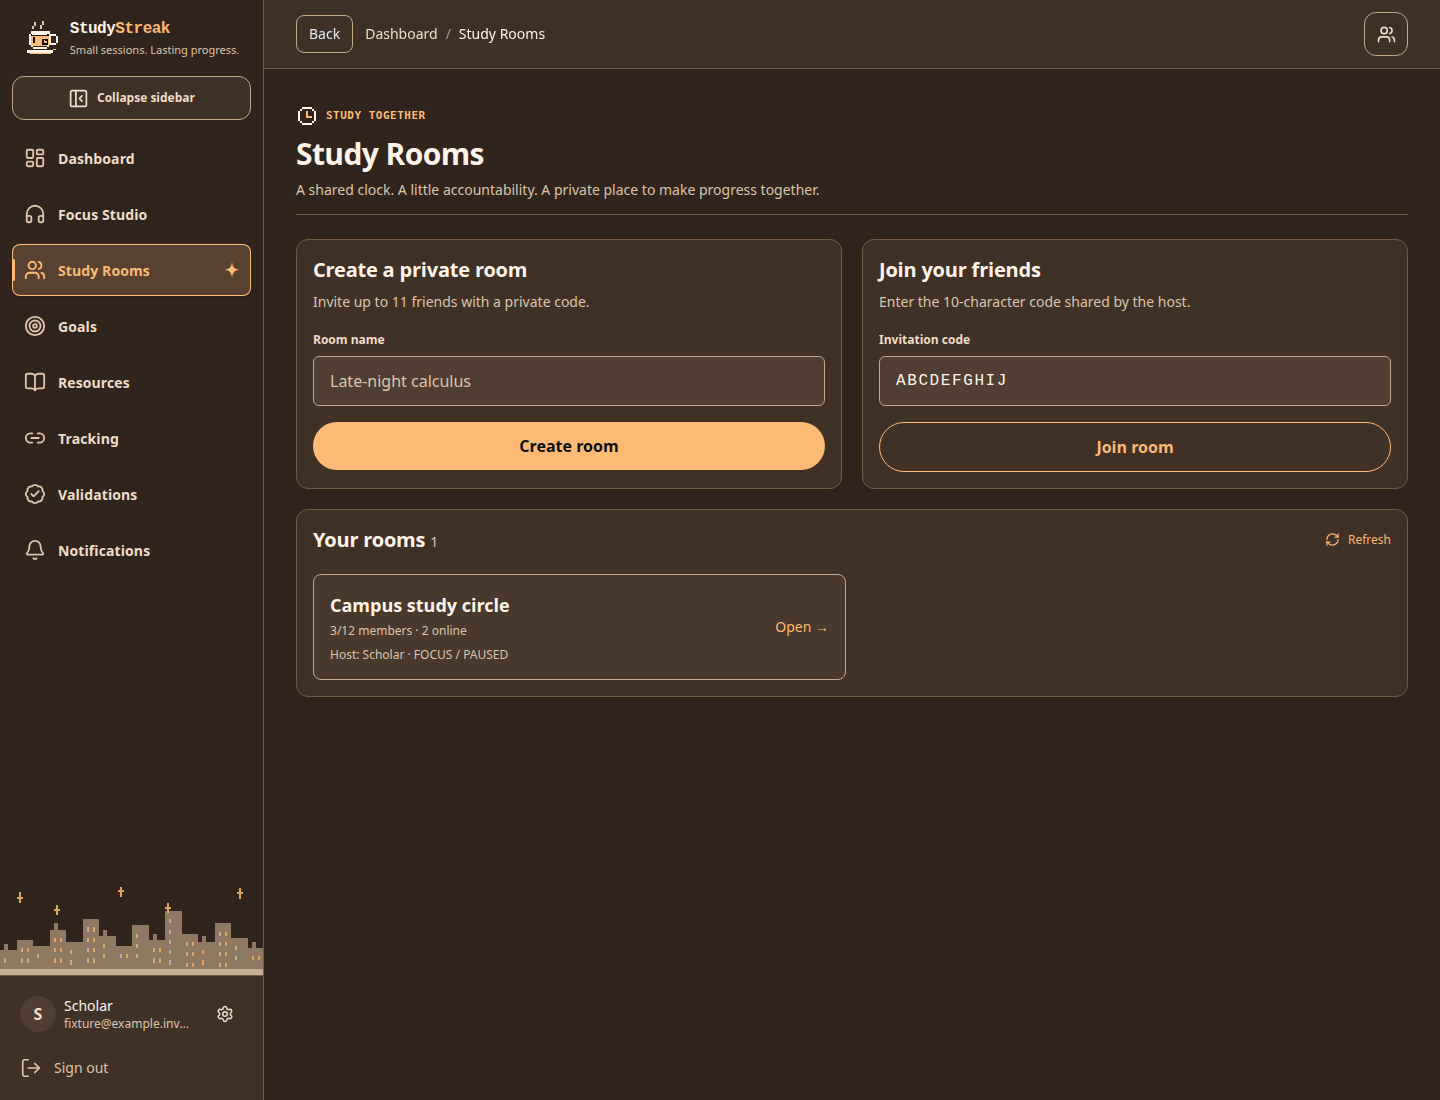 StudyStreak
Small sessions. Lasting progress.
Collapse sidebar
Dashboard
Focus Studio
Study Rooms
Goals
Resources
Tracking
Validations
Notifications
S
Scholar
fixture@example.inv...
Sign out
Back
Dashboard / Study Rooms
STUDY TOGETHER
Study Rooms
A shared clock. A little accountability. A private place to make progress together.
Create a private room
Invite up to 11 friends with a private code.
Room name
Late-night calculus
Create room
Join your friends
Enter the 10-character code shared by the host.
Invitation code
ABCDEFGHIJ
Join room
Your rooms 1
Refresh
Campus study circle
3/12 members · 2 online
Host: Scholar · FOCUS / PAUSED
Open →